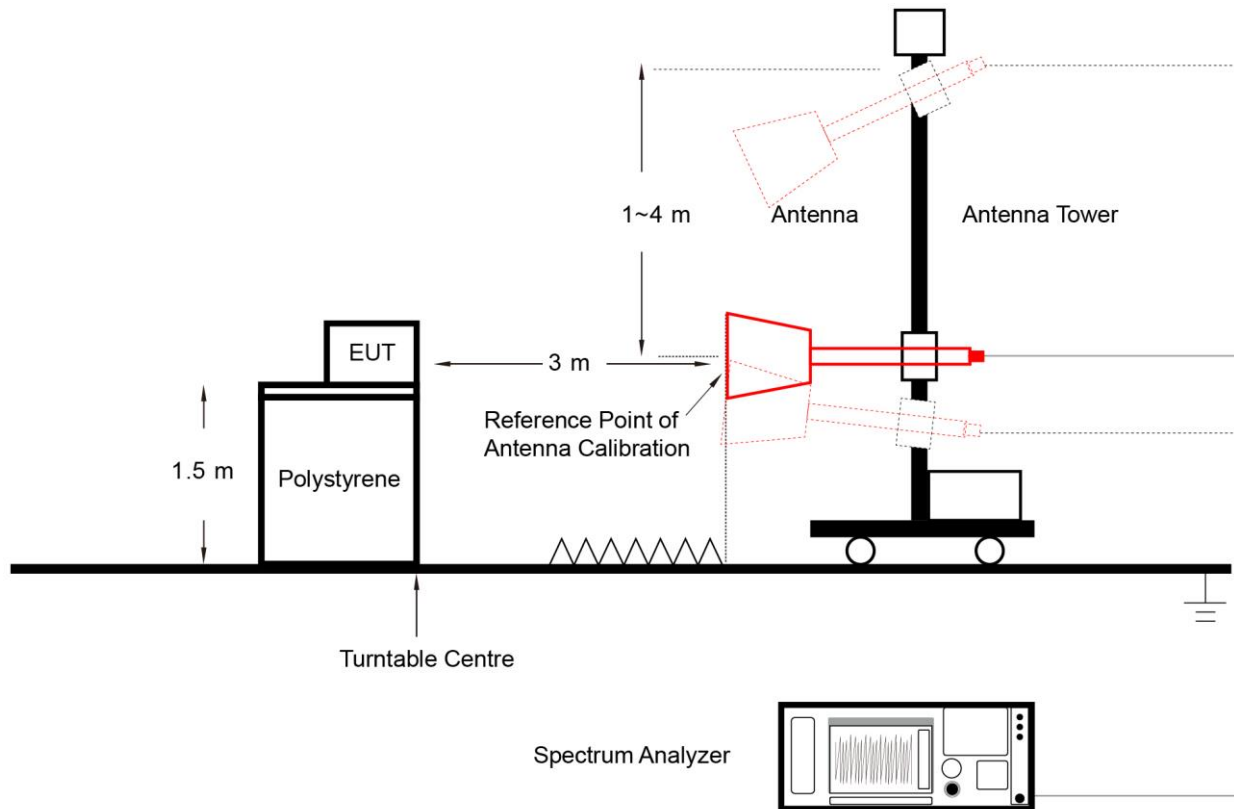 1~4 m
Antenna
Antenna Tower
EUT
3 m
Reference Point of
Antenna Calibration
1.5 m
Polystyrene
Turntable Centre
Spectrum Analyzer